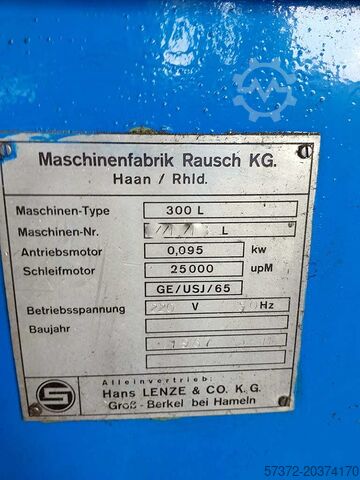 Maschinenfabrik Rausch KG.
Haan / Rhld.
Maschinen-Type 300 L
Maschinen-Nr. L
Antriebsmotor 0,095 kw
Schleifmotor 25000 upM
GE/USJ/65
Betriebsspannung 220 V Hz
Baujahr
Alleinvertrieb:
Hans LENZE & CO. K.G.
Groß-Berkel bei Hameln
57372-20374170